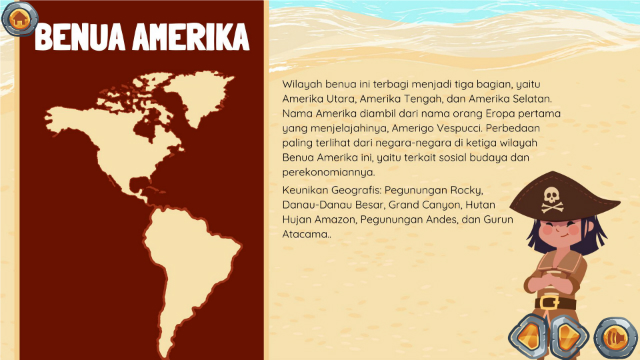 BENUA AMERIKA
Wilayah benua ini terbagi menjadi tiga bagian, yaitu
Amerika Utara, Amerika Tengah, dan Amerika Selatan.
Nama Amerika diambil dari nama orang Eropa pertama
yang menjelajahinya, Amerigo Vespucci. Perbedaan
paling terlihat dari negara-negara di ketiga wilayah
Benua Amerika ini, yaitu terkait sosial budaya dan
perekonomiannya.
Keunikan Geografis: Pegunungan Rocky,
Danau-Danau Besar, Grand Canyon, Hutan
Hujan Amazon, Pegunungan Andes, dan Gurun
Atacama..